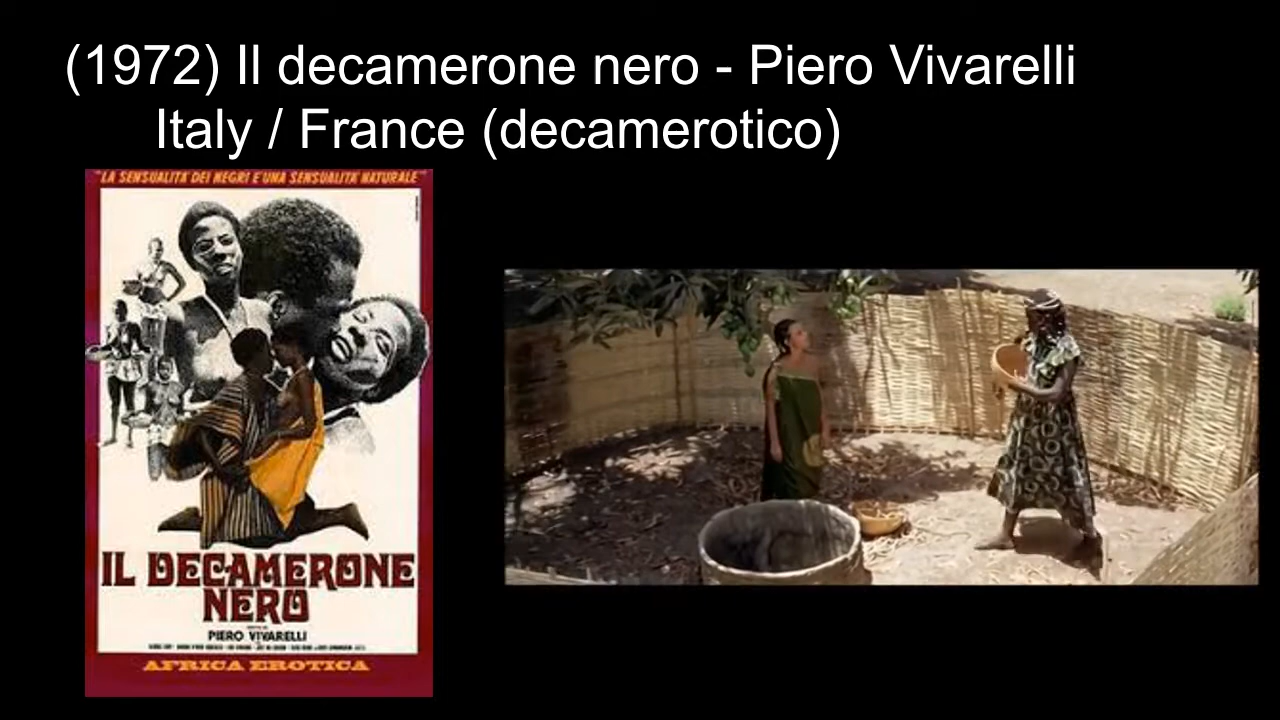 (1972) Il decamerone nero - Piero Vivarelli
Italy / France (decamerotico)
"LA SENSUALITÀ DEI NEGRI E' UNA SENSUALITÀ NATURALE"
IL DECAMERONE
NERO
PIERO VIVARELLI
AFRICA EROTICA